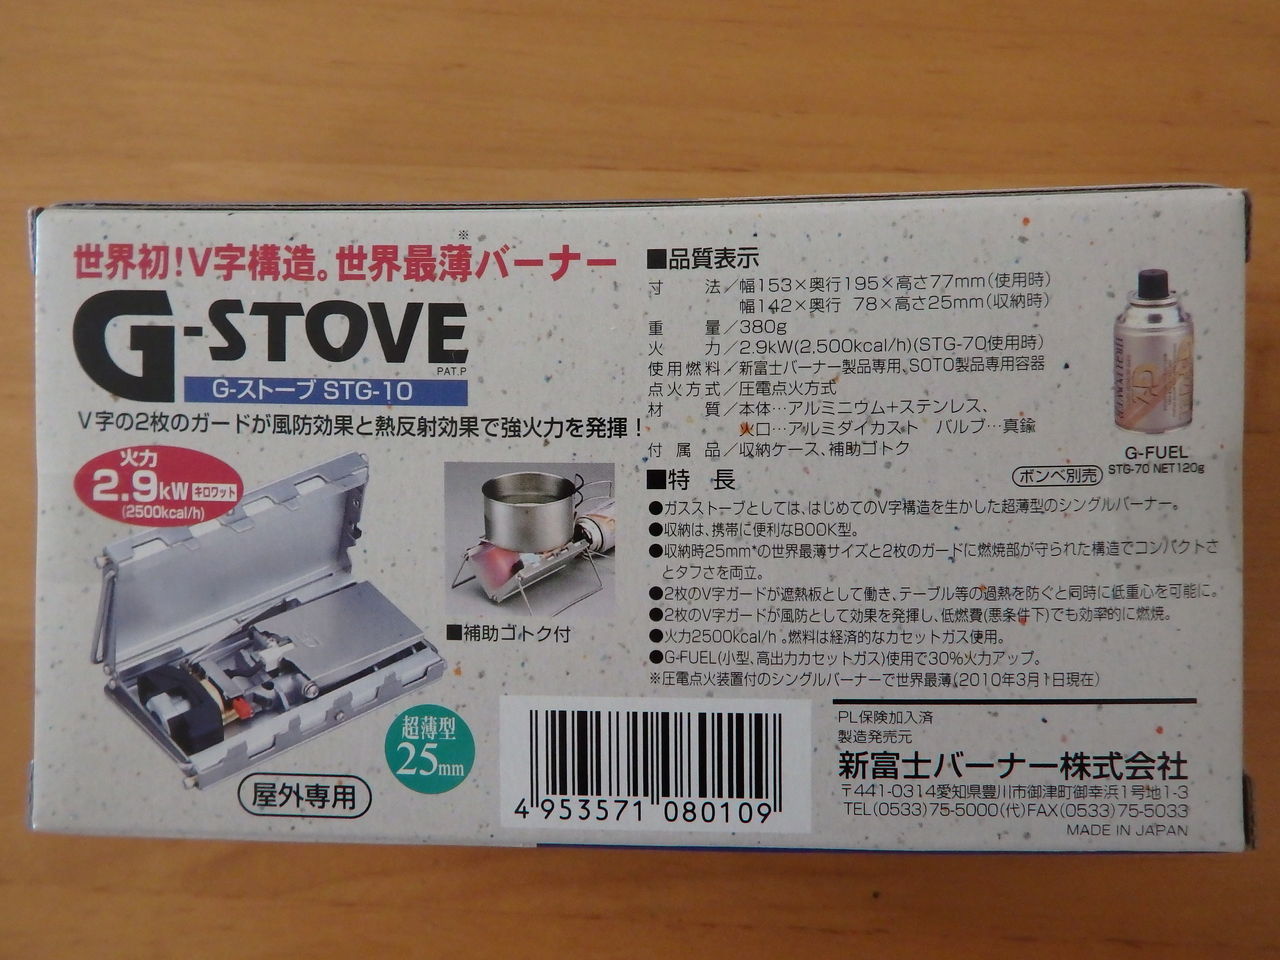 ※
世界初!V字構造。世界最薄バーナー
G-STOVE
PAT.P
G-ストーブ STG-10
V字の2枚のガードが風防効果と熱反射効果で強火力を発揮!
火力
2.9kW キロワット
(2500kcal/h)
■補助ゴトク付
超薄型
25mm
屋外専用
■品質表示
寸 法/幅153×奥行195×高さ77mm(使用時)
幅142×奥行 78×高さ25mm(収納時)
重 量/380g
火 力/2.9kW(2,500kcal/h)(STG-70使用時)
使用燃料/新富士バーナー製品専用、SOTO製品専用容器
点火方式/圧電点火方式
材 質/本体…アルミニウム+ステンレス、
火口…アルミダイカスト バルブ…真鍮
付 属 品/収納ケース、補助ゴトク
G-FUEL
ボンベ別売 STG-70 NET120g
■特 長
●ガスストーブとしては、はじめてのV字構造を生かした超薄型のシングルバーナー。
●収納は、携帯に便利なBOOK型。
●収納時25mm*の世界最薄サイズと2枚のガードに燃焼部が守られた構造でコンパクトさ
とタフさを両立。
●2枚のV字ガードが遮熱板として働き、テーブル等の過熱を防ぐと同時に低重心を可能に。
●2枚のV字ガードが風防として効果を発揮し、低燃費(悪条件下)でも効率的に燃焼。
●火力2500kcal/h。燃料は経済的なカセットガス使用。
●G-FUEL(小型、高出力カセットガス)使用で30%火力アップ。
※圧電点火装置付のシングルバーナーで世界最薄(2010年3月1日現在)
4 953571 080109
PL保険加入済
製造発売元
新富士バーナー株式会社
〒441-0314愛知県豊川市御津町御幸浜1号地1-3
TEL(0533)75-5000(代)FAX(0533)75-5033
MADE IN JAPAN